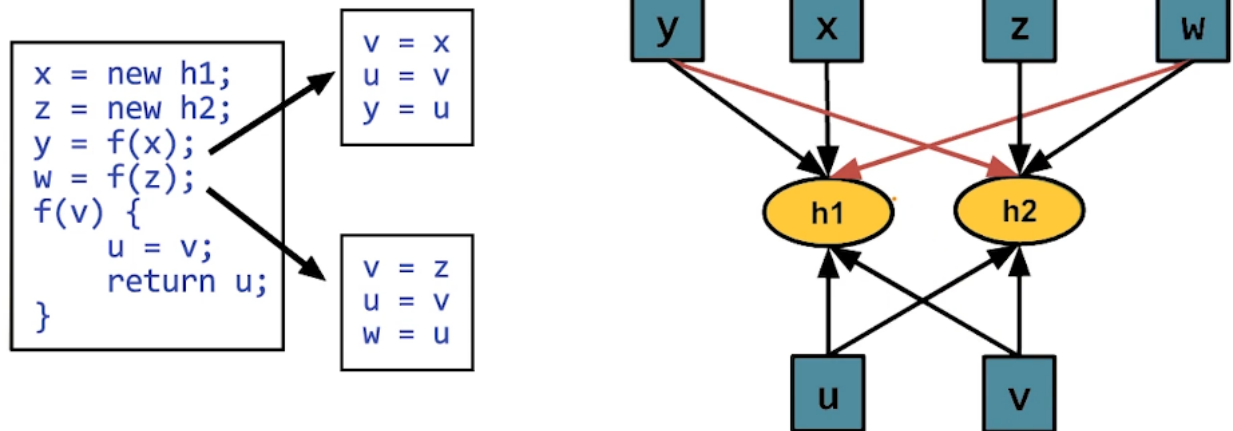 x = new h1;
z = new h2;
y = f(x);
w = f(z);
f(v) {
u = v;
return u;
}
v = x
u = v
y = u
v = z
u = v
w = u
y
x
z
w
h1
h2
u
v